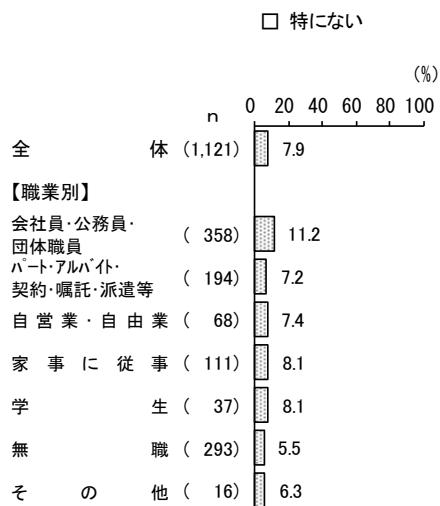 □ 特にない
(%)
n 0 20 40 60 80 100
全体 (1,121) 7.9
【職業別】
会社員・公務員・
団体職員 ( 358) 11.2
ﾊﾟｰﾄ・ｱﾙﾊﾞｲﾄ・
契約・嘱託・派遣等 ( 194) 7.2
自営業・自由業 ( 68) 7.4
家事に従事 ( 111) 8.1
学生 ( 37) 8.1
無職 ( 293) 5.5
その他 ( 16) 6.3